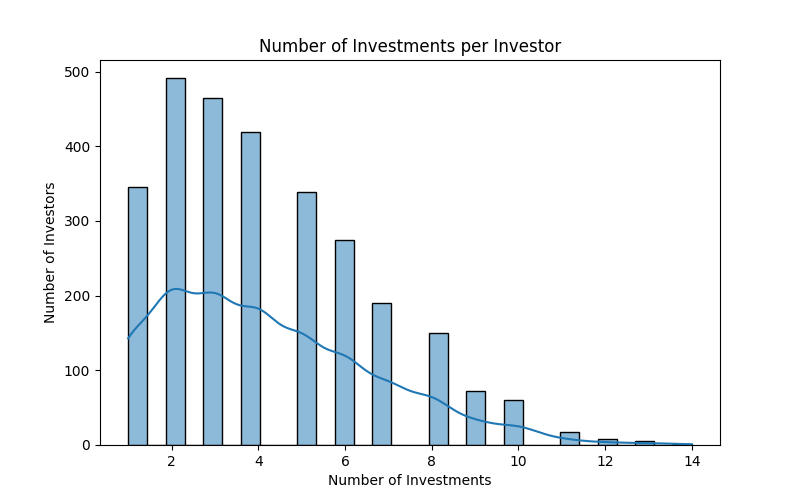 Number of Investments per Investor
500
400
300
200
100
0
Number of Investors
2 4 6 8 10 12 14
Number of Investments